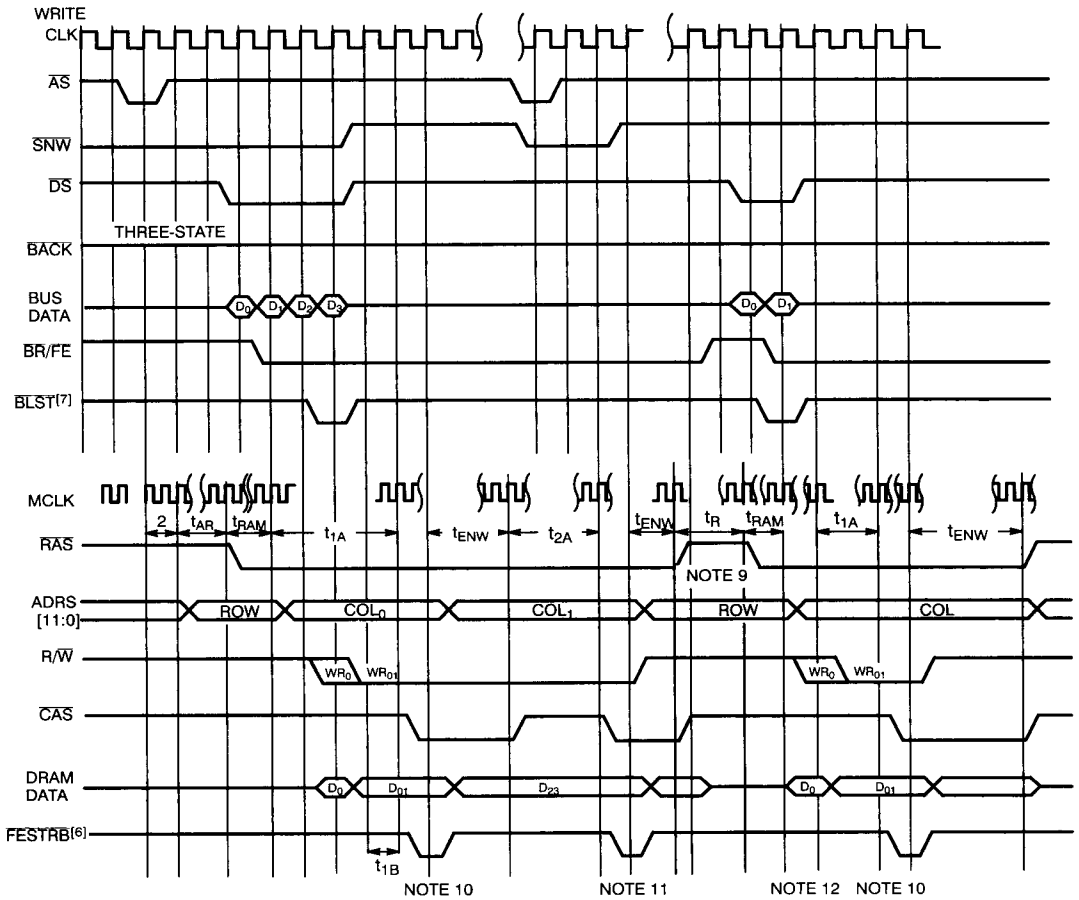 WRITE
CLK
AS
SNW
DS
THREE-STATE
BACK
BUS
DATA
D0 D1 D2 D3 D0 D1
BR/FE
BLST[7]
MCLK
2 tAR tRAM t1A tENW t2A tENW tR tRAM t1A tENW
RAS
NOTE 9
ADRS
[11:0]
ROW COL0 COL1 ROW COL
R/W
WR0 WR01 WR0 WR01
CAS
DRAM
DATA
D0 D01 D23 D0 D01
FESTRB[6]
t1B
NOTE 10 NOTE 11 NOTE 12 NOTE 10